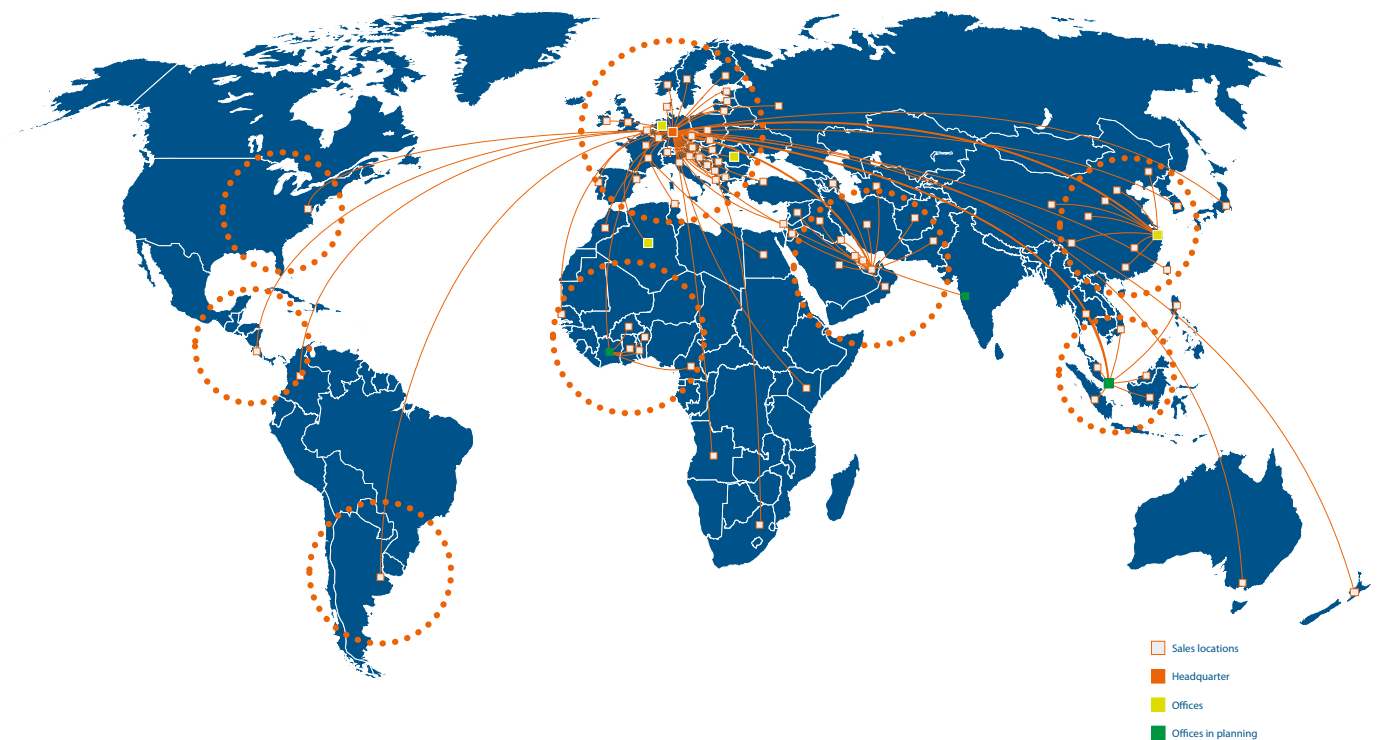 Sales locations
Headquarter
Offices
Offices in planning